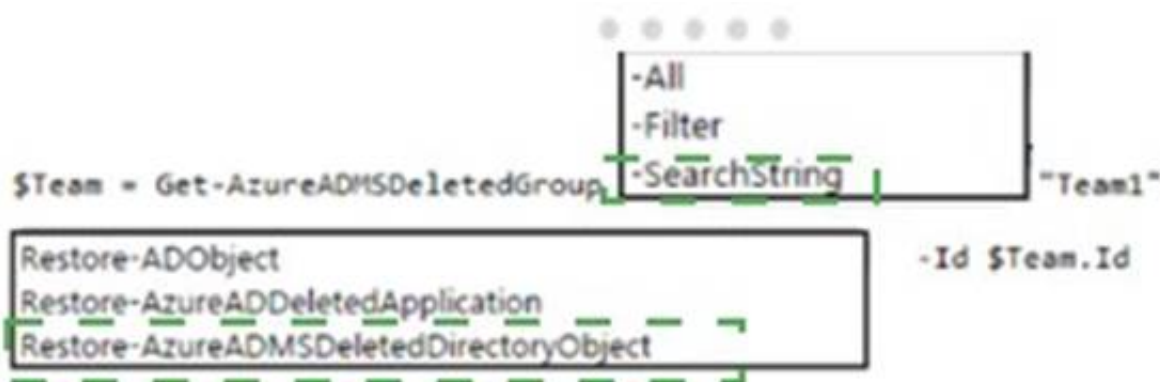 -All
-Filter
$Team = Get-AzureADMSDeletedGroup -SearchString "Team1"
Restore-ADObject -Id $Team.Id
Restore-AzureADDeletedApplication
Restore-AzureADMSDeletedDirectoryObject